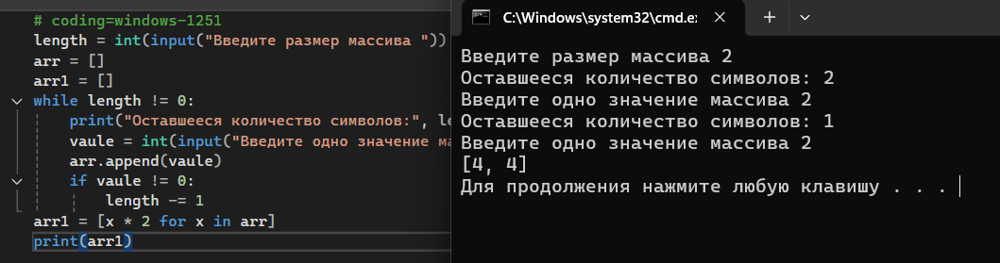 # coding=windows-1251
length = int(input("Введите размер массива "))
arr = []
arr1 = []
while length != 0:
print("Оставшееся количество символов:", le
vaule = int(input("Введите одно значение ма
arr.append(vaule)
if vaule != 0:
length -= 1
arr1 = [x * 2 for x in arr]
print(arr1)
C:\Windows\system32\cmd.ex
Введите размер массива 2
Оставшееся количество символов: 2
Введите одно значение массива 2
Оставшееся количество символов: 1
Введите одно значение массива 2
[4, 4]
Для продолжения нажмите любую клавишу . . .